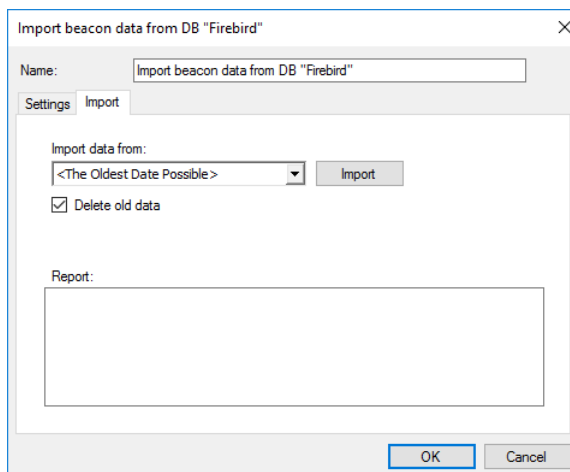 Import beacon data from DB "Firebird"
Name: Import beacon data from DB "Firebird"
Settings Import
Import data from:
<The Oldest Date Possible> Import
Delete old data
Report:
OK Cancel